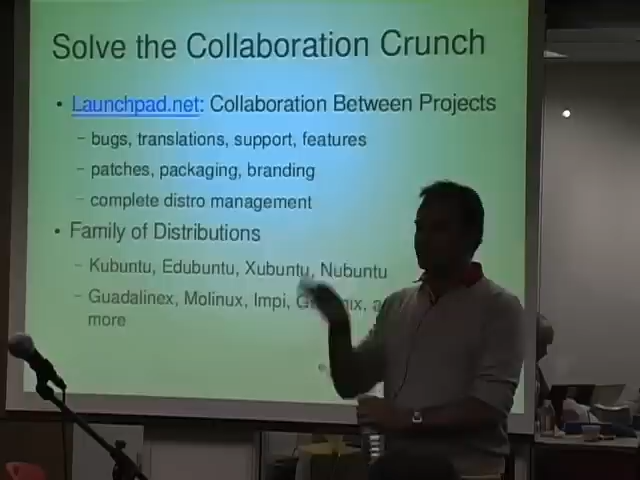 Solve the Collaboration Crunch
• Launchpad.net: Collaboration Between Projects
– bugs, translations, support, features
– patches, packaging, branding
– complete distro management
• Family of Distributions
– Kubuntu, Edubuntu, Xubuntu, Nubuntu
– Guadalinex, Molinux, Impi,
more